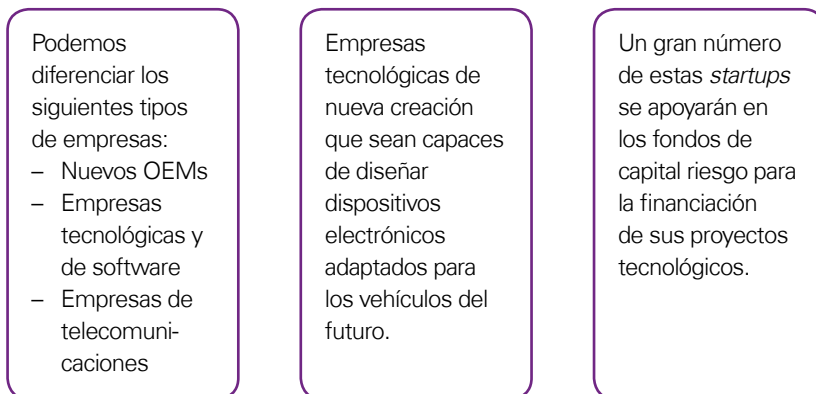 Podemos
diferenciar los
siguientes tipos
de empresas:
– Nuevos OEMs
– Empresas
tecnológicas y
de software
– Empresas de
telecomuni-
caciones
Empresas
tecnológicas de
nueva creación
que sean capaces
de diseñar
dispositivos
electrónicos
adaptados para
los vehículos del
futuro.
Un gran número
de estas startups
se apoyarán en
los fondos de
capital riesgo para
la financiación
de sus proyectos
tecnológicos.